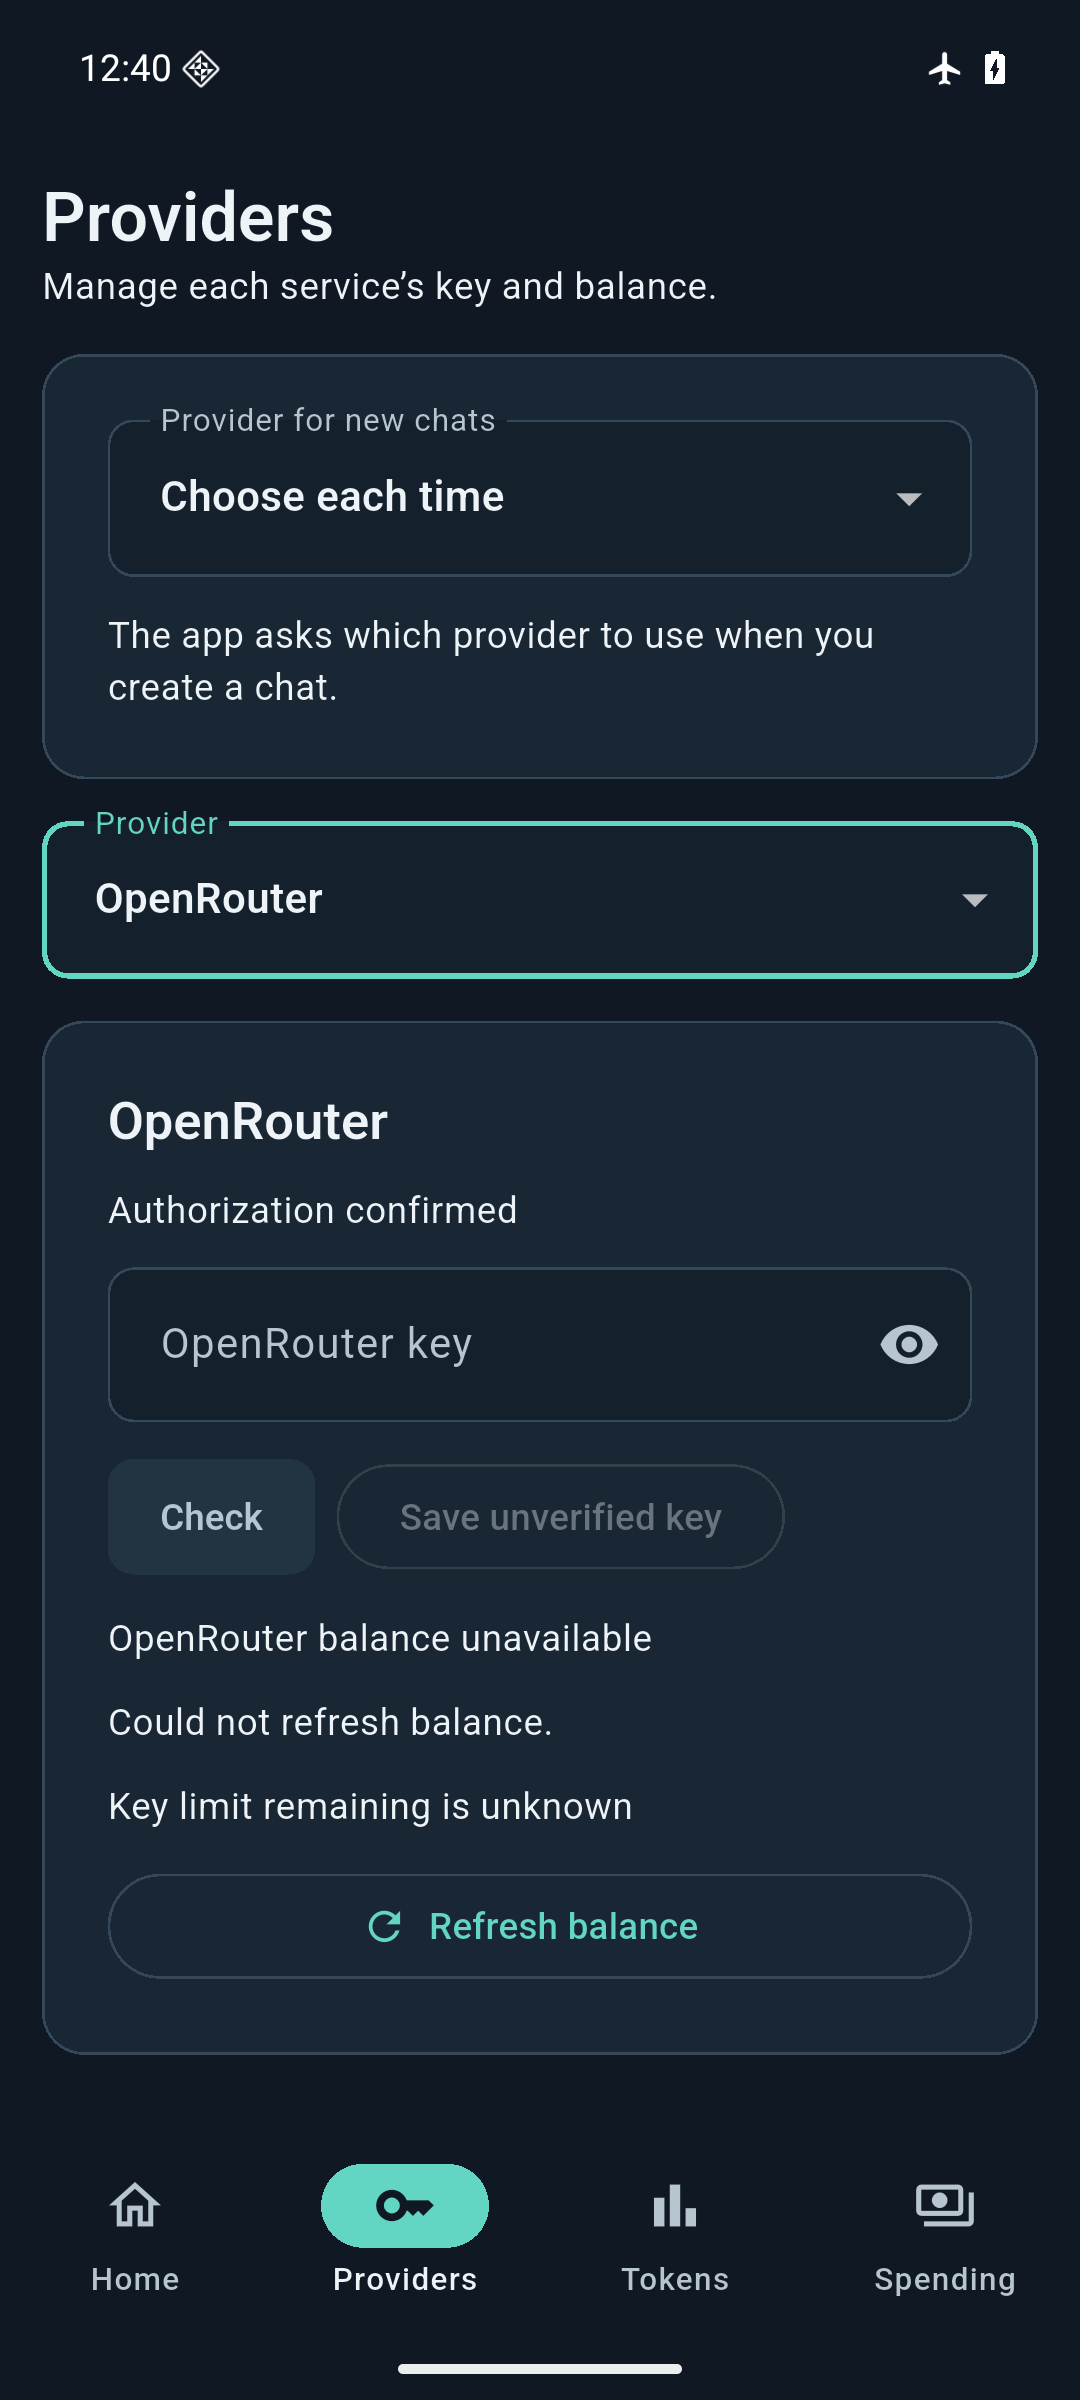 12:40
Providers
Manage each service’s key and balance.
Provider for new chats
Choose each time
The app asks which provider to use when you
create a chat.
Provider
OpenRouter
OpenRouter
Authorization confirmed
OpenRouter key
Check
Save unverified key
OpenRouter balance unavailable
Could not refresh balance.
Key limit remaining is unknown
Refresh balance
Home
Providers
Tokens
Spending